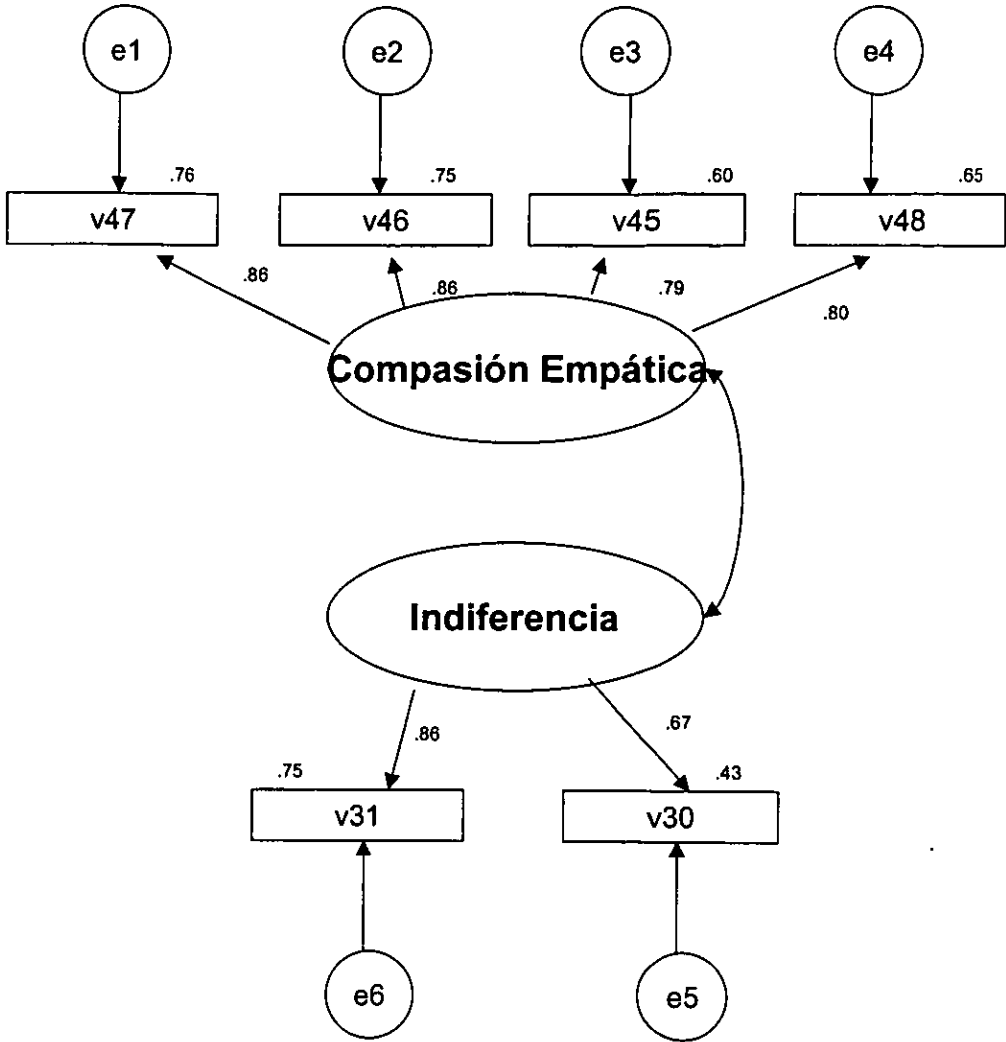 e1
e2
e3
e4
.76
.75
.60
.65
v47
v46
v45
v48
.86
.86
.79
.80
Compasión Empática
Indiferencia
.86
.67
.75
.43
v31
v30
e6
e5